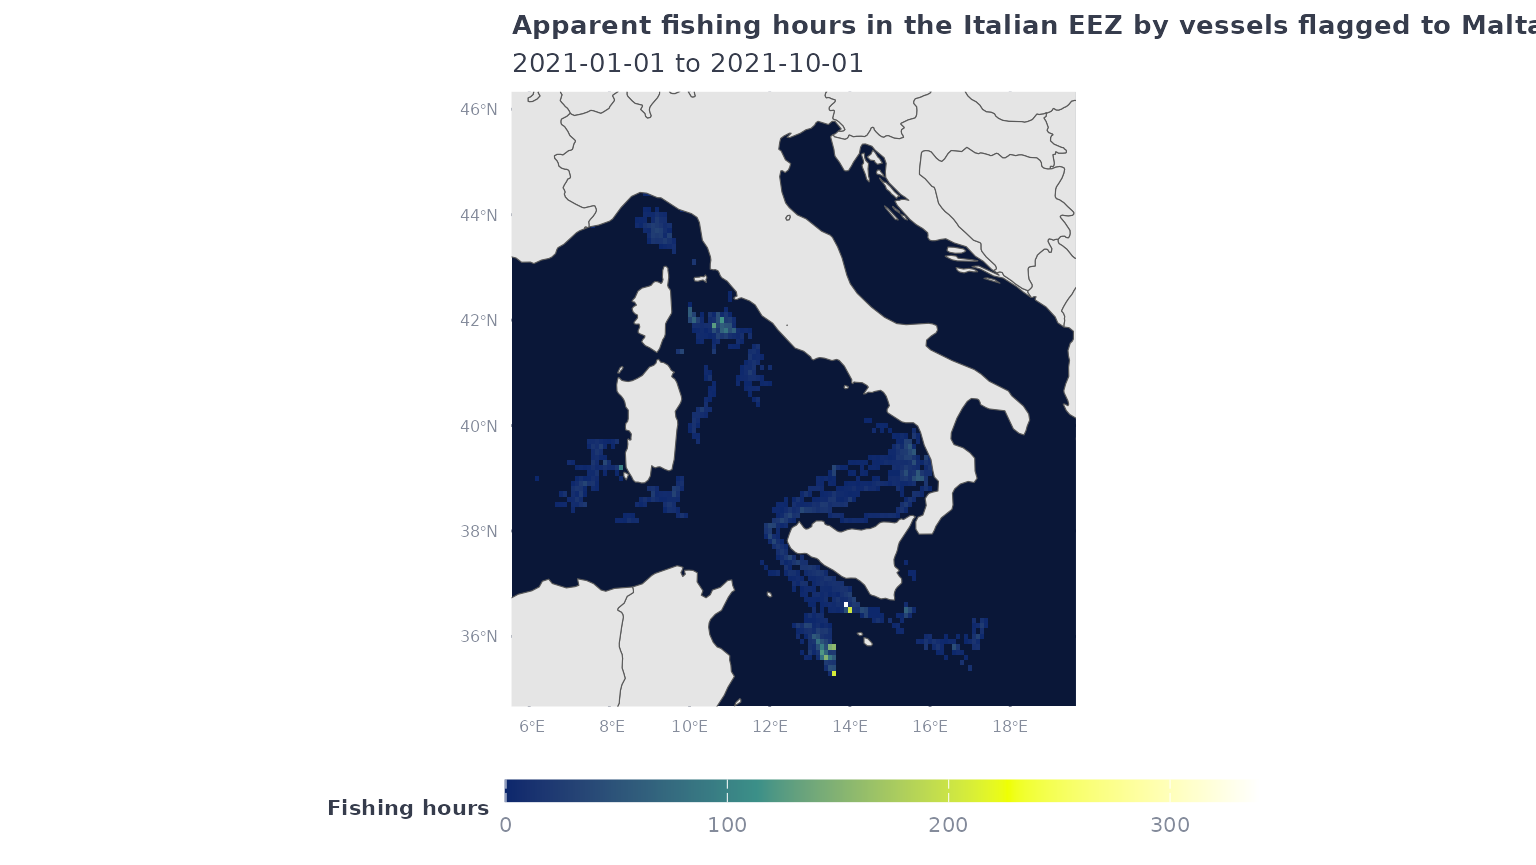 Apparent fishing hours in the Italian EEZ by vessels flagged to Malta
2021-01-01 to 2021-10-01
46°N
44°N
42°N
40°N
38°N
36°N
6°E 8°E 10°E 12°E 14°E 16°E 18°E
Fishing hours
0 100 200 300